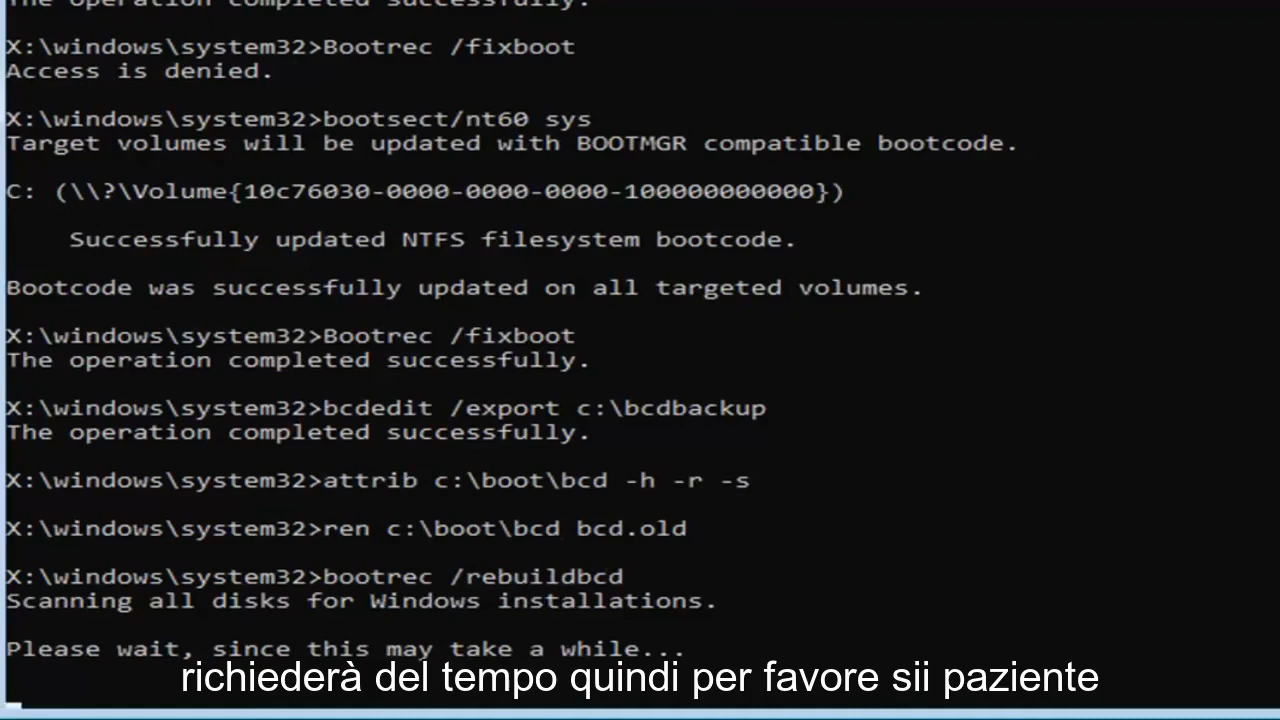 The operation completed successfully.
X:\windows\system32>Bootrec /fixboot
Access is denied.
X:\windows\system32>bootsect/nt60 sys
Target volumes will be updated with BOOTMGR compatible bootcode.
C: (\\?\Volume{10c76030-0000-0000-0000-100000000000})
Successfully updated NTFS filesystem bootcode.
Bootcode was successfully updated on all targeted volumes.
X:\windows\system32>Bootrec /fixboot
The operation completed successfully.
X:\windows\system32>bcdedit /export c:\bcdbackup
The operation completed successfully.
X:\windows\system32>attrib c:\boot\bcd -h -r -s
X:\windows\system32>ren c:\boot\bcd bcd.old
X:\windows\system32>bootrec /rebuildbcd
Scanning all disks for Windows installations.
Please wait, since this may take a while...
richiederà del tempo quindi per favore sii paziente